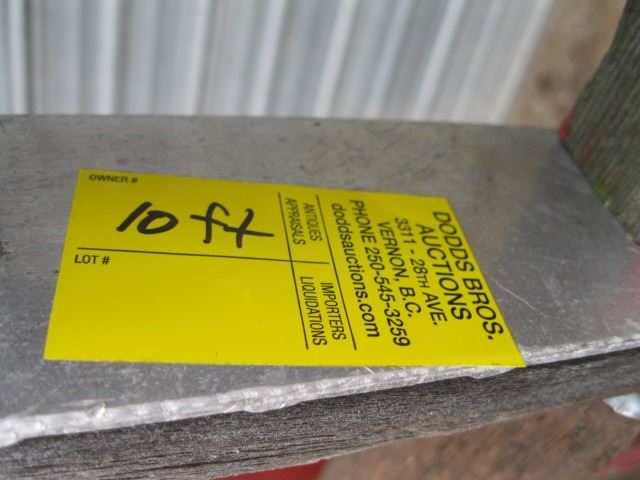 OWNER #
10 ft
LOT #
ANTIQUES
APPRAISALS
IMPORTERS
LIQUIDATIONS
DODDS BROS.
AUCTIONS
3311 - 28TH AVE.
VERNON, B.C.
PHONE 250-545-3259
doddsauctions.com